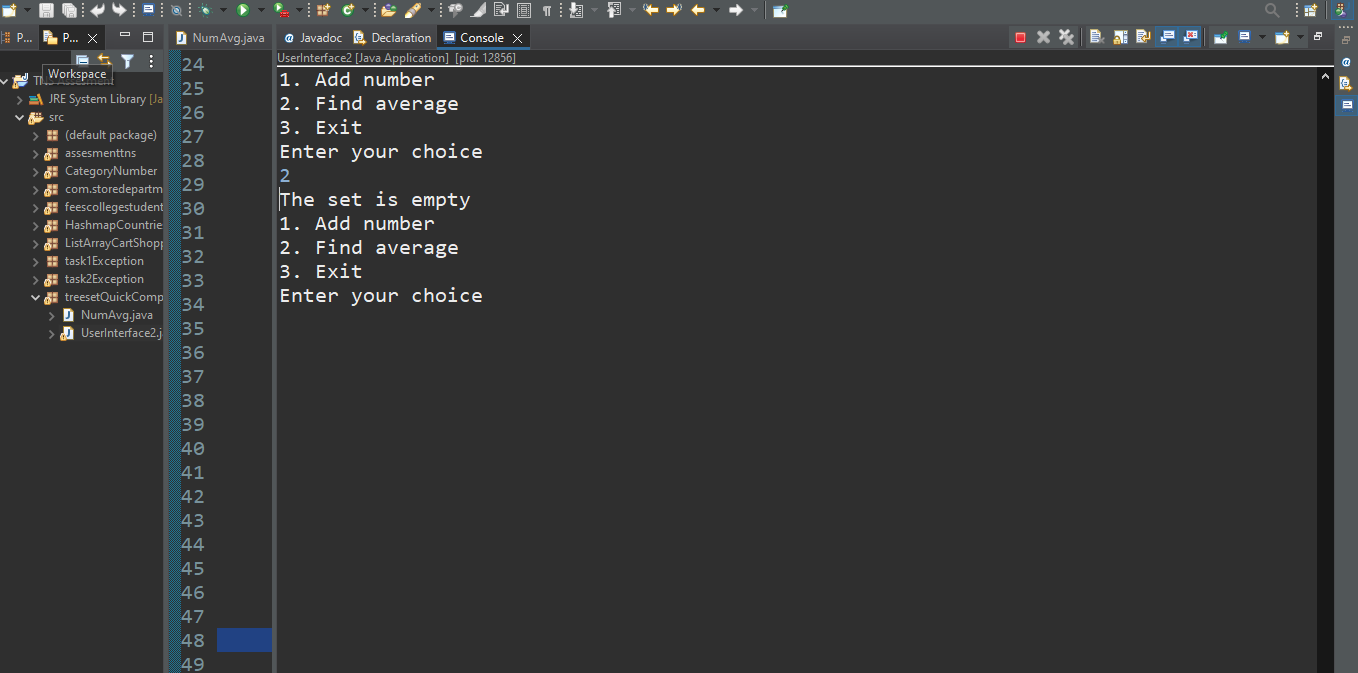 P...
P...
Workspace
JRE System Library [Ja
src
(default package)
assesmenttns
CategoryNumber
com.storedepartm
feescollegestudent
HashmapCountrie
ListArrayCartShopp
task1Exception
task2Exception
treesetQuickComp
NumAvg.java
UserInterface2.j
NumAvg.java
24
25
26
27
28
29
30
31
32
33
34
35
36
37
38
39
40
41
42
43
44
45
46
47
48
49
Javadoc
Declaration
Console
UserInterface2 [Java Application] [pid: 12856]
1. Add number
2. Find average
3. Exit
Enter your choice
2
The set is empty
1. Add number
2. Find average
3. Exit
Enter your choice